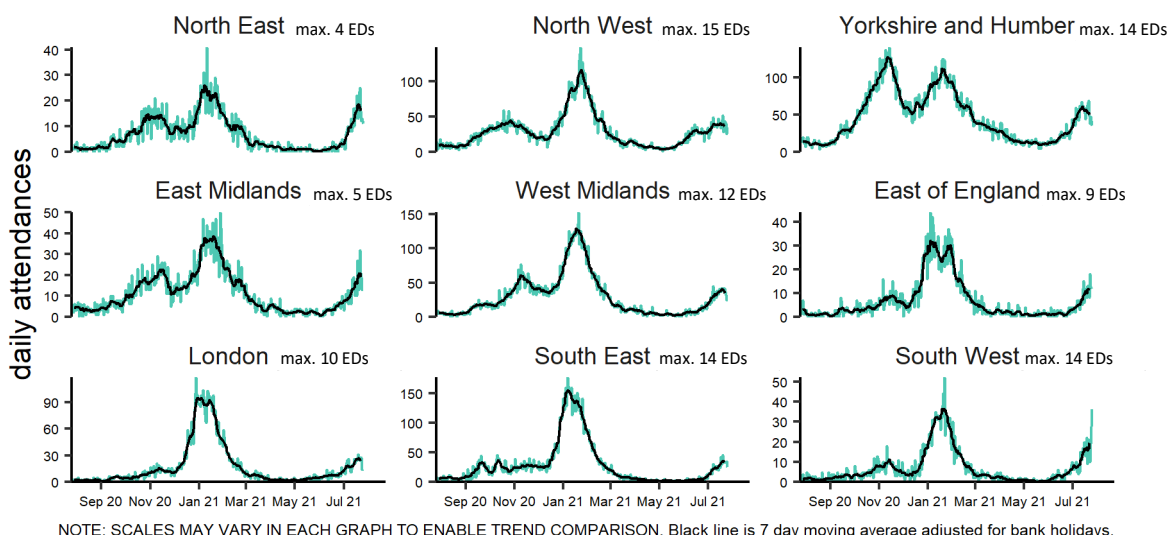 North East max. 4 EDs
North West max. 15 EDs
Yorkshire and Humber max. 14 EDs
40
30
20
10
0
100
50
0
100
50
0
daily attendances
East Midlands max. 5 EDs
West Midlands max. 12 EDs
East of England max. 9 EDs
50
40
30
20
10
0
150
100
50
0
40
30
20
10
0
London max. 10 EDs
South East max. 14 EDs
South West max. 14 EDs
90
60
30
0
150
100
50
0
50
40
30
20
10
0
Sep 20 Nov 20 Jan 21 Mar 21 May 21 Jul 21
Sep 20 Nov 20 Jan 21 Mar 21 May 21 Jul 21
Sep 20 Nov 20 Jan 21 Mar 21 May 21 Jul 21
NOTE: SCALES MAY VARY IN EACH GRAPH TO ENABLE TREND COMPARISON. Black line is 7 day moving average adjusted for bank holidays.